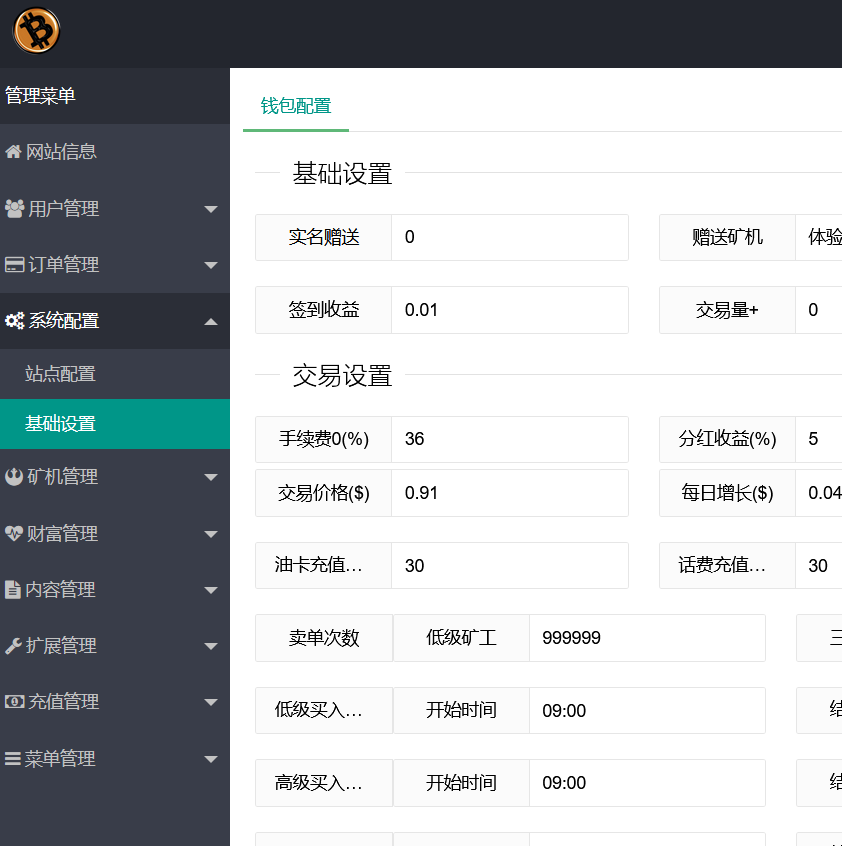 管理菜单
网站信息
用户管理
订单管理
系统配置
站点配置
基础设置
矿机管理
财富管理
内容管理
扩展管理
充值管理
菜单管理
钱包配置
基础设置
实名赠送 0 赠送矿机 体验
签到收益 0.01 交易量+ 0
交易设置
手续费0(%) 36 分红收益(%) 5
交易价格($) 0.91 每日增长($) 0.04
油卡充值… 30 话费充值… 30
卖单次数 低级矿工 999999 三
低级买入… 开始时间 09:00 结
高级买入… 开始时间 09:00 结